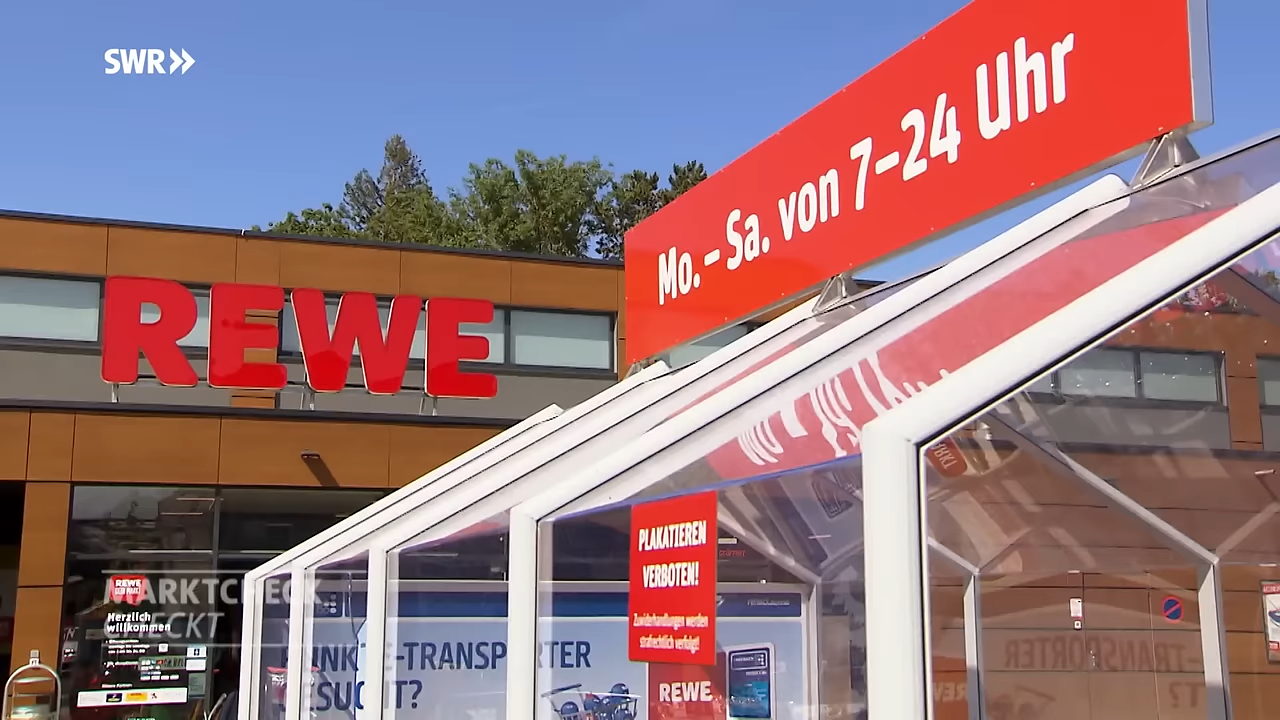 SWR
Mo. – Sa. von 7–24 Uhr
REWE
PLAKATIEREN
VERBOTEN!
Zuwiderhandlungen werden
strafrechtlich verfolgt!
REWE
MARKTCHECK
CHECKT
REWE
Herzlich
willkommen
-TRANSPORTER